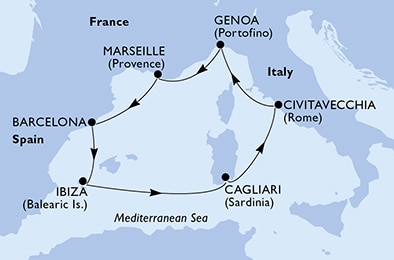 France
GENOA
(Portofino)
MARSEILLE
(Provence)
Italy
CIVITAVECCHIA
(Rome)
BARCELONA
Spain
IBIZA
(Balearic Is.)
CAGLIARI
(Sardinia)
Mediterranean Sea